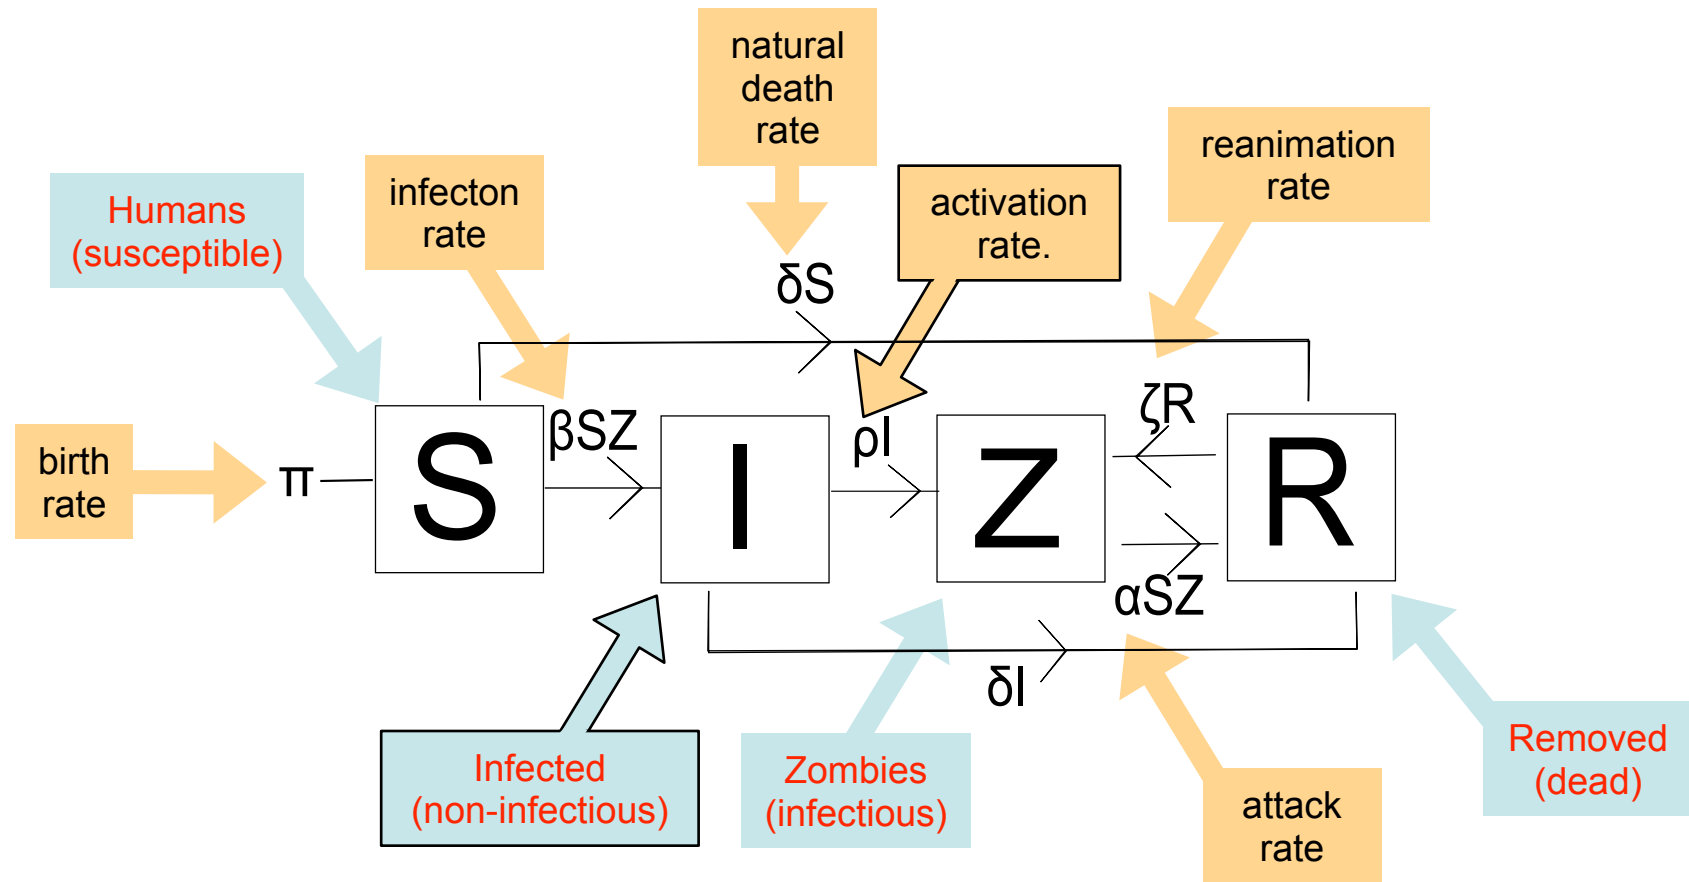 natural
death
rate
reanimation
rate
infecton
rate
activation
rate.
Humans
(susceptible)
δS
βSZ
ρI
ζR
birth
rate
π
S
I
Z
R
αSZ
δI
Infected
(non-infectious)
Zombies
(infectious)
attack
rate
Removed
(dead)